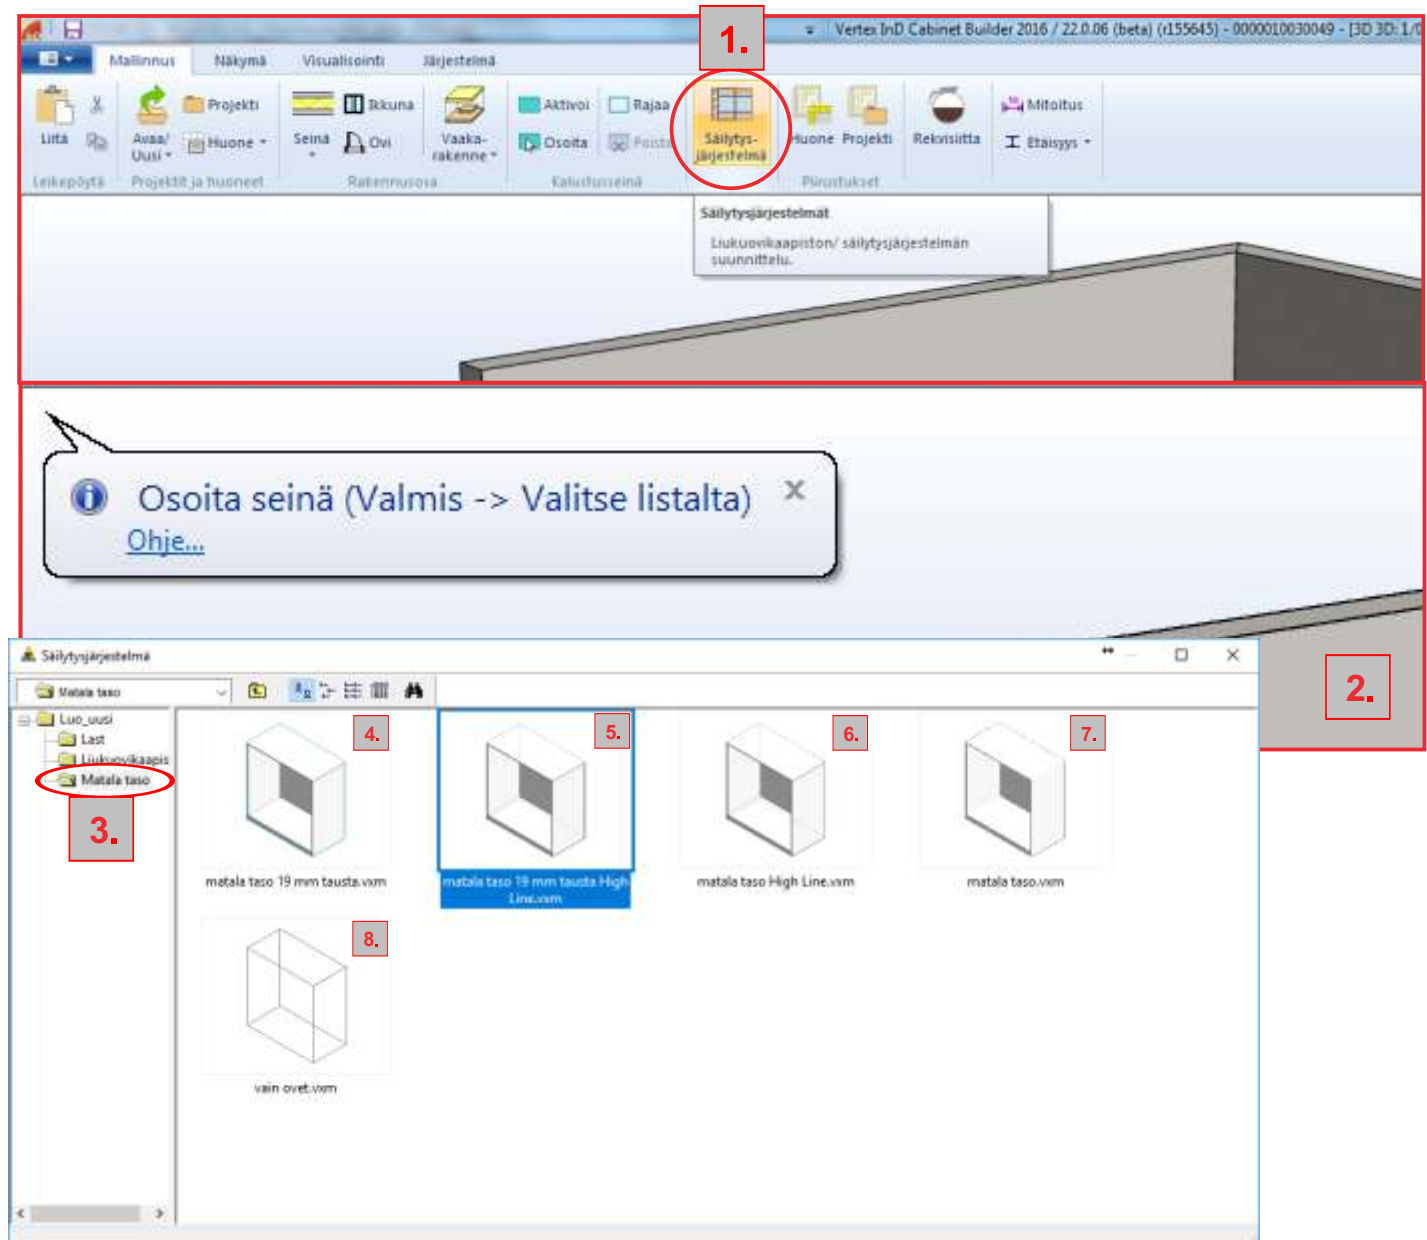 1.
Vertex InD Cabinet Builder 2016 / 22.0.06 (beta) (r155645) - 0000010030049 - [3D 3D: 1/0
Mallinnus Näkymä Visualisointi Järjestelmä
Liitä
Avaa/
Uusi
Projekti
Huone
Seinä
Ikkuna
Ovi
Vaaka-
rakenne
Aktivoi
Osoita
Rajaa
Poista
Säilytys-
järjestelmä
Huone Projekti
Rekvisiitta
Mitoitus
Etäisyys
Leikepöytä Projektit ja huoneet Rakennusosa Kalustusseinä Piirustukset
Säilytysjärjestelmät
Liukuovikaapiston/ säilytysjärjestelmän
suunnittelu.
Osoita seinä (Valmis -> Valitse listalta)
Ohje...
2.
Säilytysjärjestelmä
Matala taso
Luo_uusi
Last
Liukuovikaapis
Matala taso
3.
4.
5.
6.
7.
matala taso 19 mm tausta.vxm
matala taso 19 mm tausta High
Line.vxm
matala taso High Line.vxm
matala taso.vxm
8.
vain ovet.vxm